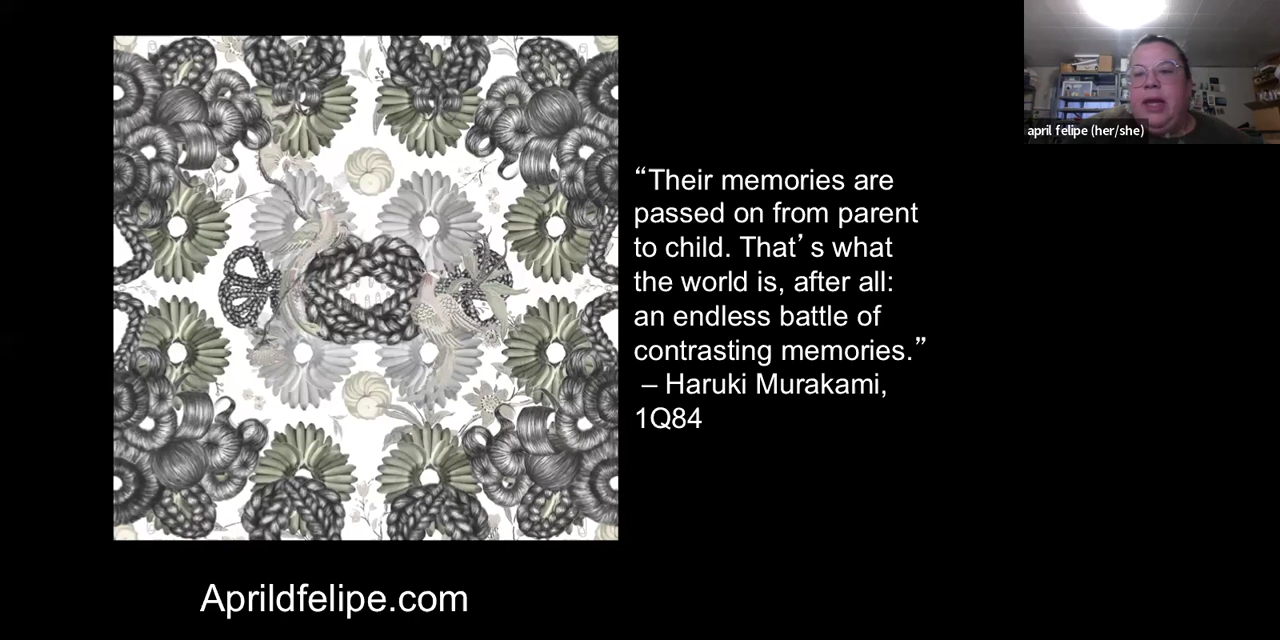 april felipe (her/she)
“Their memories are
passed on from parent
to child. That’s what
the world is, after all:
an endless battle of
contrasting memories.”
– Haruki Murakami,
1Q84
Aprildfelipe.com